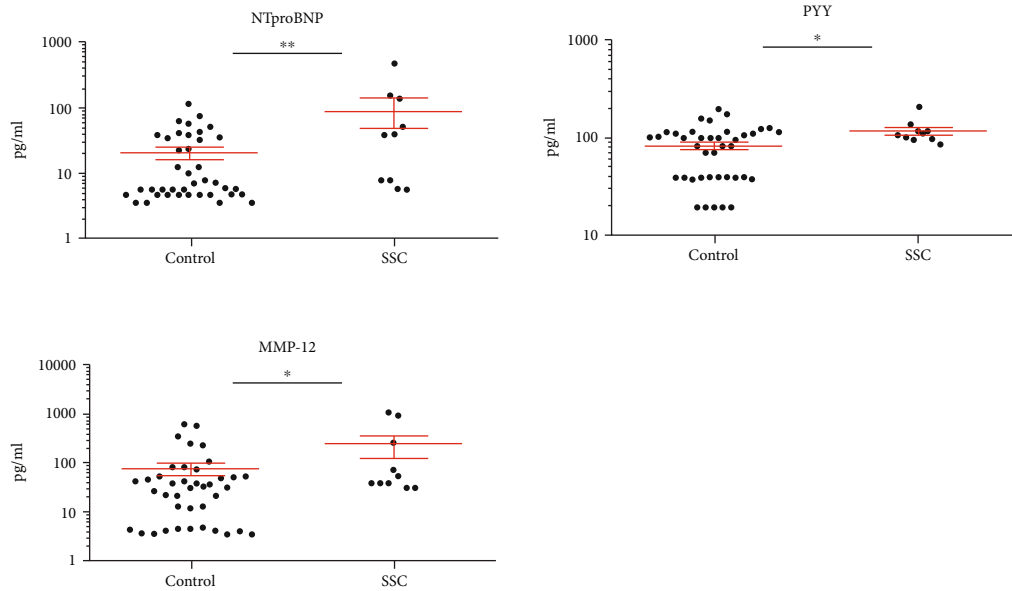 NTproBNP
1000
**
100
pg/ml
10
1
Control SSC
PYY
1000
*
100
pg/ml
10
Control SSC
MMP-12
10000
*
1000
pg/ml
100
10
1
Control SSC